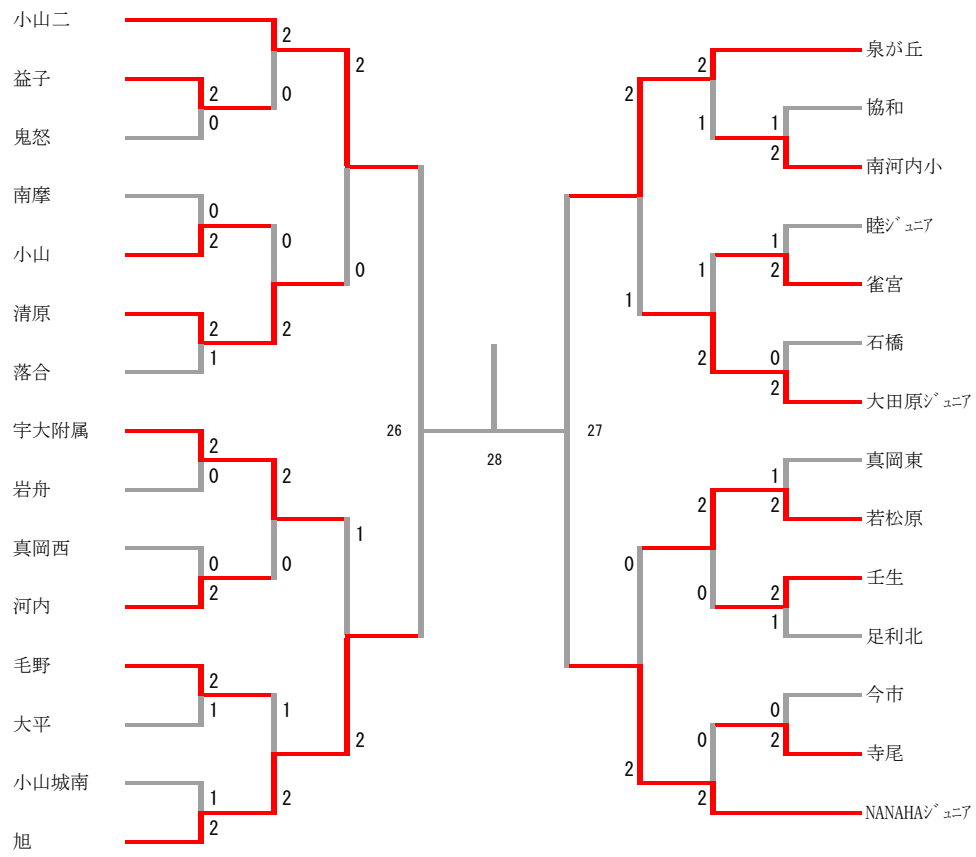 小山二
益子
鬼怒
南摩
小山
清原
落合
宇大附属
岩舟
真岡西
河内
毛野
大平
小山城南
旭
2
0
2
0
0
2
2
1
2
0
0
2
2
1
1
2
2
0
0
2
2
0
1
2
2
0
1
2
26
28
27
2
1
0
2
2
1
1
2
2
0
0
2
1
2
1
2
0
2
1
2
2
1
0
2
泉が丘
協和
南河内小
睦ジュニア
雀宮
石橋
大田原ジュニア
真岡東
若松原
壬生
足利北
今市
寺尾
NANAHAジュニア